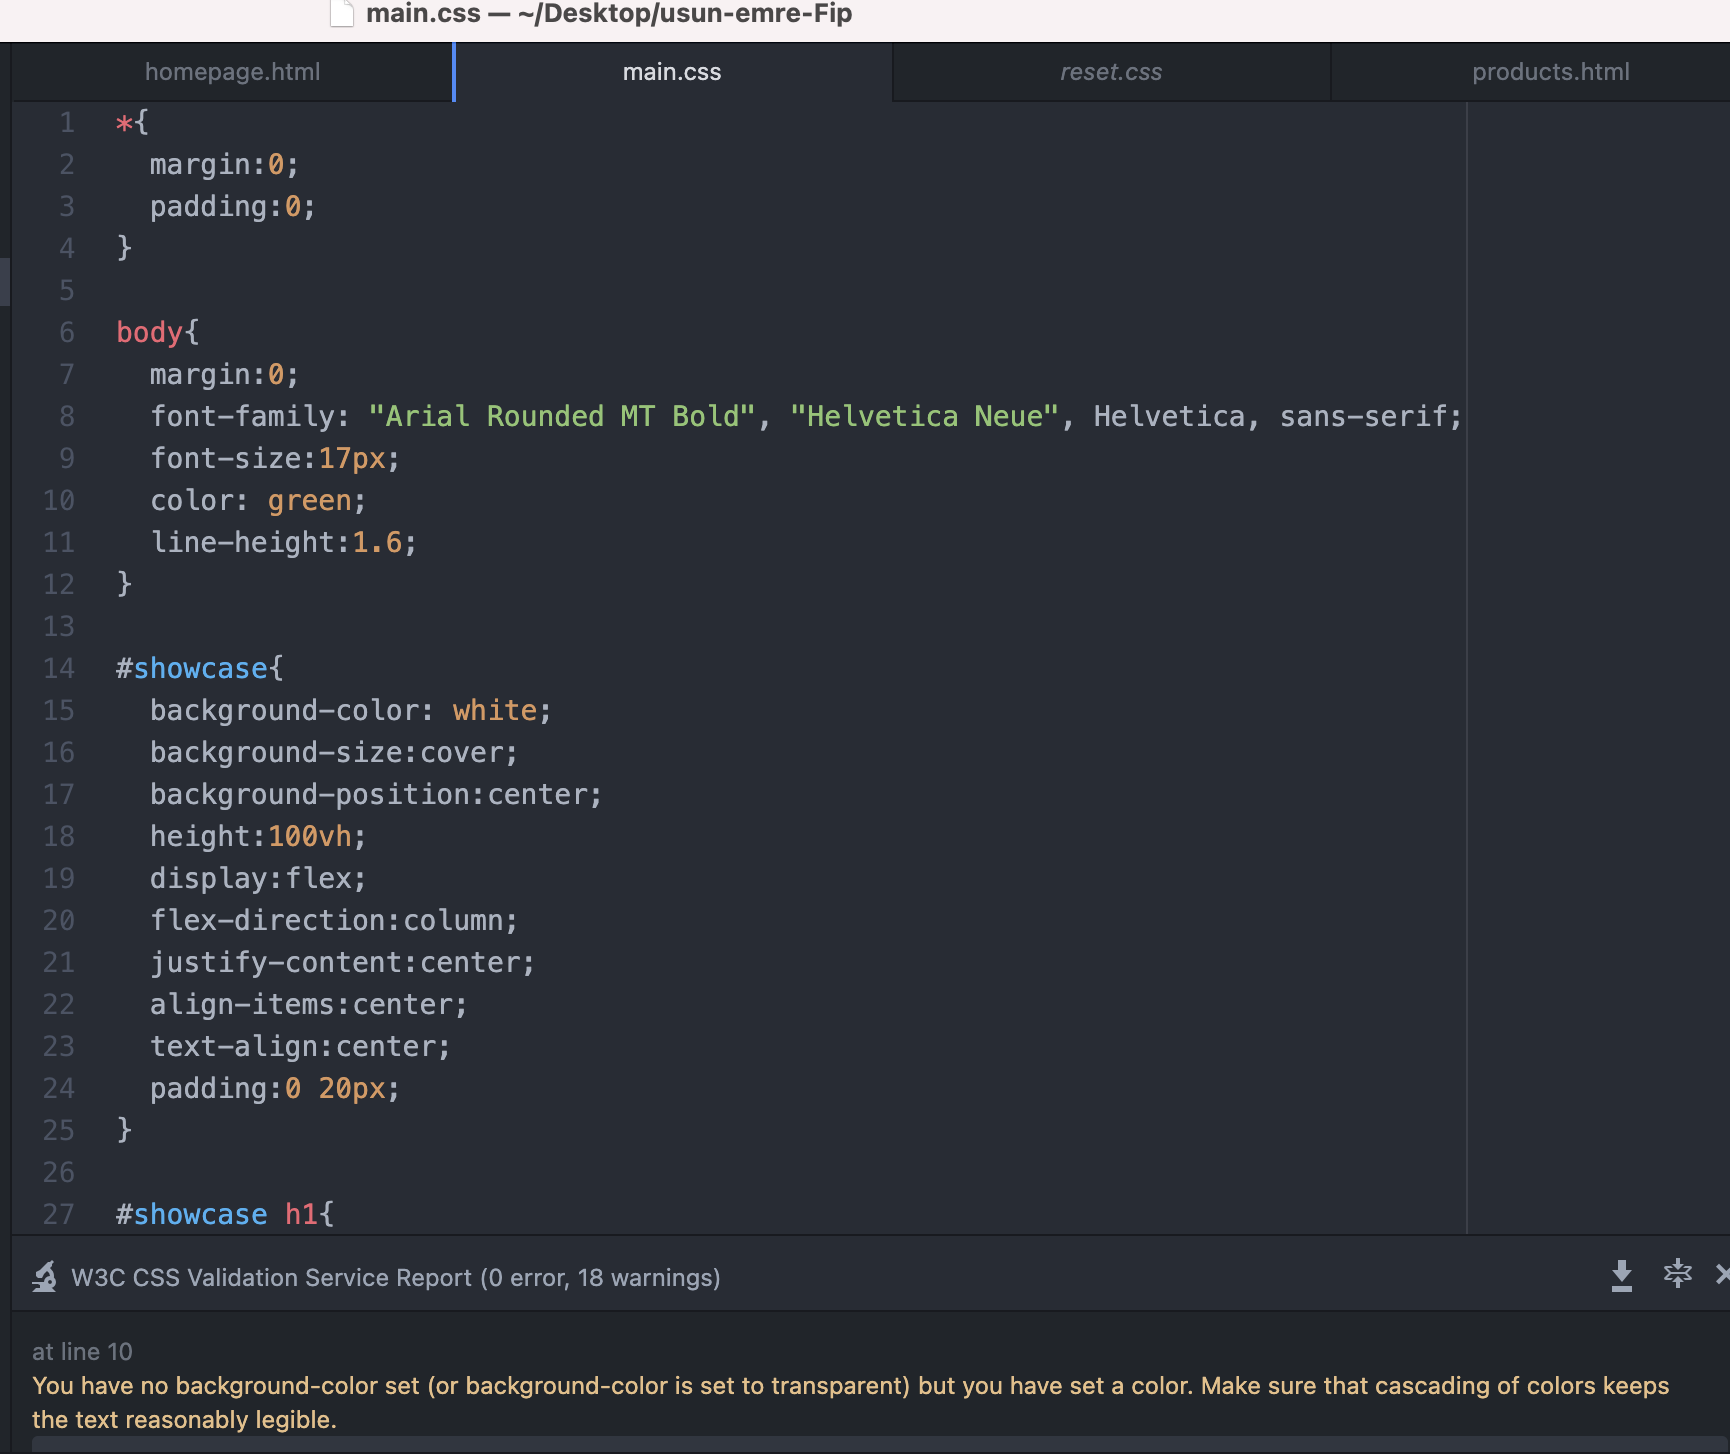 main.css — ~/Desktop/usun-emre-Fip
homepage.html main.css reset.css products.html
1 *{
2 margin:0;
3 padding:0;
4 }
5
6 body{
7 margin:0;
8 font-family: "Arial Rounded MT Bold", "Helvetica Neue", Helvetica, sans-serif;
9 font-size:17px;
10 color: green;
11 line-height:1.6;
12 }
13
14 #showcase{
15 background-color: white;
16 background-size:cover;
17 background-position:center;
18 height:100vh;
19 display:flex;
20 flex-direction:column;
21 justify-content:center;
22 align-items:center;
23 text-align:center;
24 padding:0 20px;
25 }
26
27 #showcase h1{
W3C CSS Validation Service Report (0 error, 18 warnings)
at line 10
You have no background-color set (or background-color is set to transparent) but you have set a color. Make sure that cascading of colors keeps
the text reasonably legible.